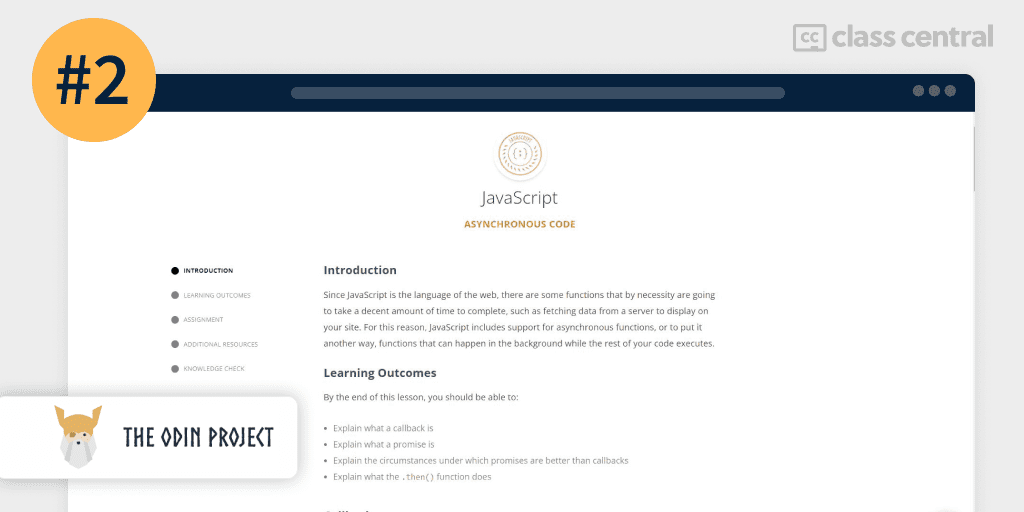 #2
cc class central
JAVASCRIPT
{;}
JavaScript
ASYNCHRONOUS CODE
INTRODUCTION
LEARNING OUTCOMES
ASSIGNMENT
ADDITIONAL RESOURCES
KNOWLEDGE CHECK
Introduction
Since JavaScript is the language of the web, there are some functions that by necessity are going
to take a decent amount of time to complete, such as fetching data from a server to display on
your site. For this reason, JavaScript includes support for asynchronous functions, or to put it
another way, functions that can happen in the background while the rest of your code executes.
Learning Outcomes
By the end of this lesson, you should be able to:
• Explain what a callback is
• Explain what a promise is
• Explain the circumstances under which promises are better than callbacks
• Explain what the .then() function does
THE ODIN PROJECT